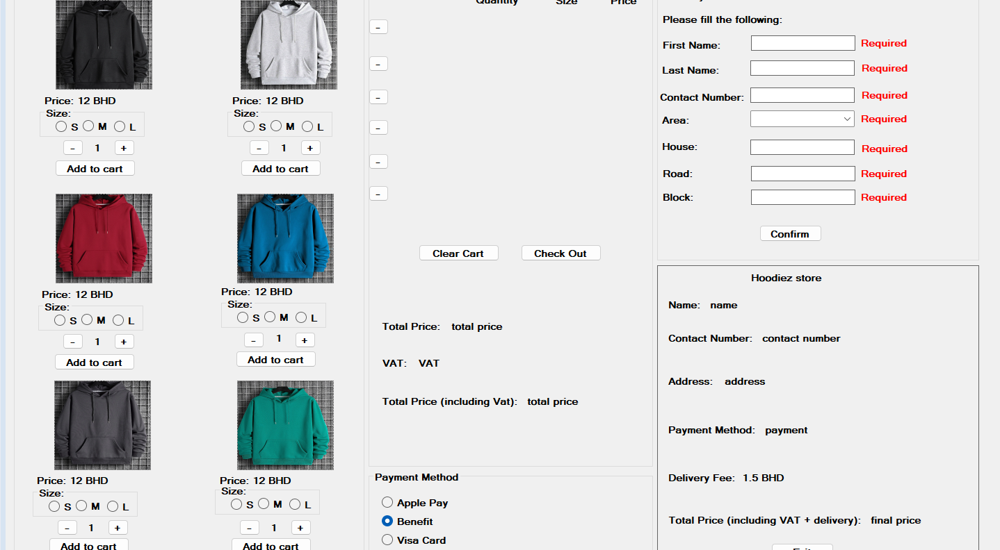 Price: 12 BHD
Size:
S M L
- 1 +
Add to cart
Price: 12 BHD
Size:
S M L
- 1 +
Add to cart
Price: 12 BHD
Size:
S M L
- 1 +
Add to cart
Price: 12 BHD
Size:
S M L
- 1 +
Add to cart
Price: 12 BHD
Size:
S M L
- 1 +
Add to cart
Price: 12 BHD
Size:
S M L
- 1 +
Add to cart
Quantity Size Price
-
-
-
-
-
-
Clear Cart Check Out
Total Price: total price
VAT: VAT
Total Price (including Vat): total price
Payment Method
Apple Pay
Benefit
Visa Card
Please fill the following:
First Name: Required
Last Name: Required
Contact Number: Required
Area: Required
House: Required
Road: Required
Block: Required
Confirm
Hoodiez store
Name: name
Contact Number: contact number
Address: address
Payment Method: payment
Delivery Fee: 1.5 BHD
Total Price (including VAT + delivery): final price